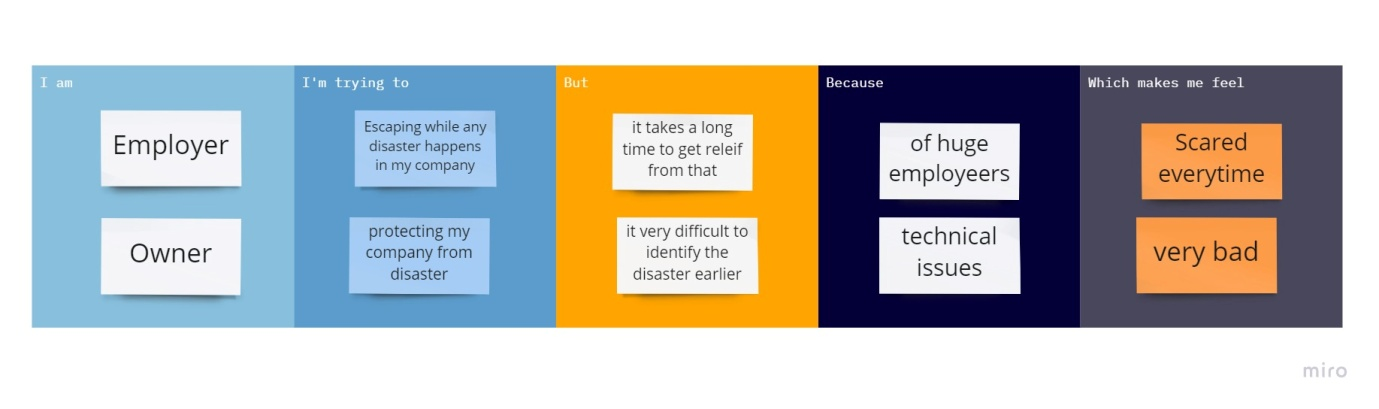 I am
Employer
Owner
I'm trying to
Escaping while any
disaster happens
in my company
protecting my
company from
disaster
But
it takes a long
time to get releif
from that
it very difficult to
identify the
disaster earlier
Because
of huge
employeers
technical
issues
Which makes me feel
Scared
everytime
very bad
miro